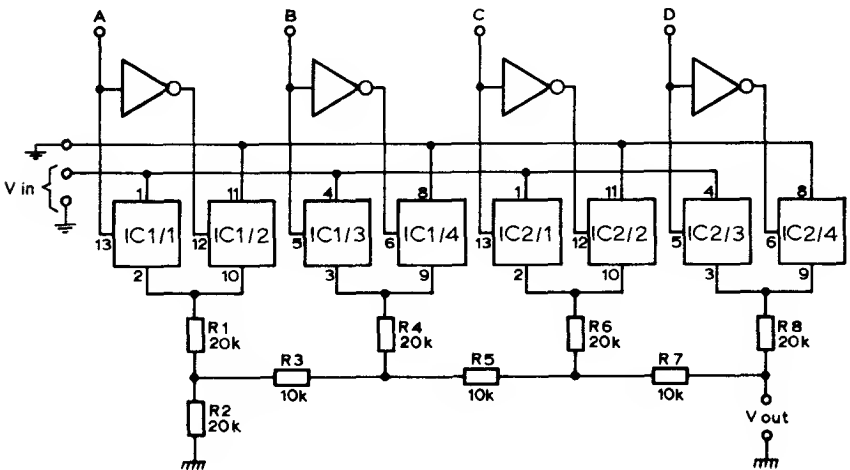 A B C D
V in
1 11 4 8 1 11 4 8
13 IC1/1 12 IC1/2 5 IC1/3 6 IC1/4 13 IC2/1 12 IC2/2 5 IC2/3 6 IC2/4
2 10 3 9 2 10 3 9
R1
20k
R4
20k
R6
20k
R8
20k
R3
10k
R5
10k
R7
10k
R2
20k
V out